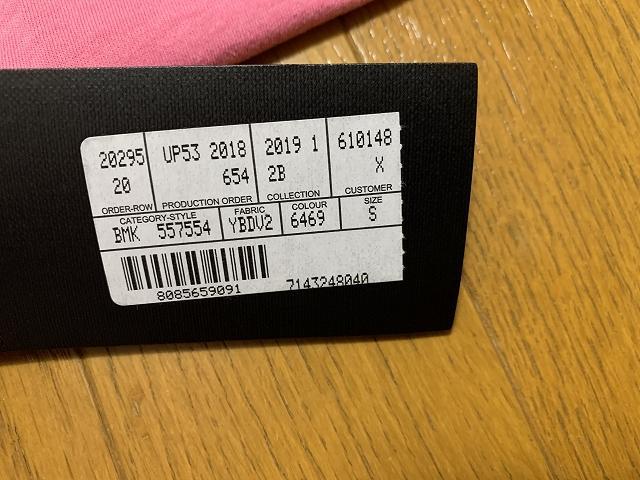 20295 UP53 2018 2019 1 610148
20 654 2B X
ORDER-ROW PRODUCTION ORDER COLLECTION CUSTOMER
CATEGORY-STYLE FABRIC COLOUR SIZE
BMK 557554 YBDV2 6469 S
8085659091 7143248040